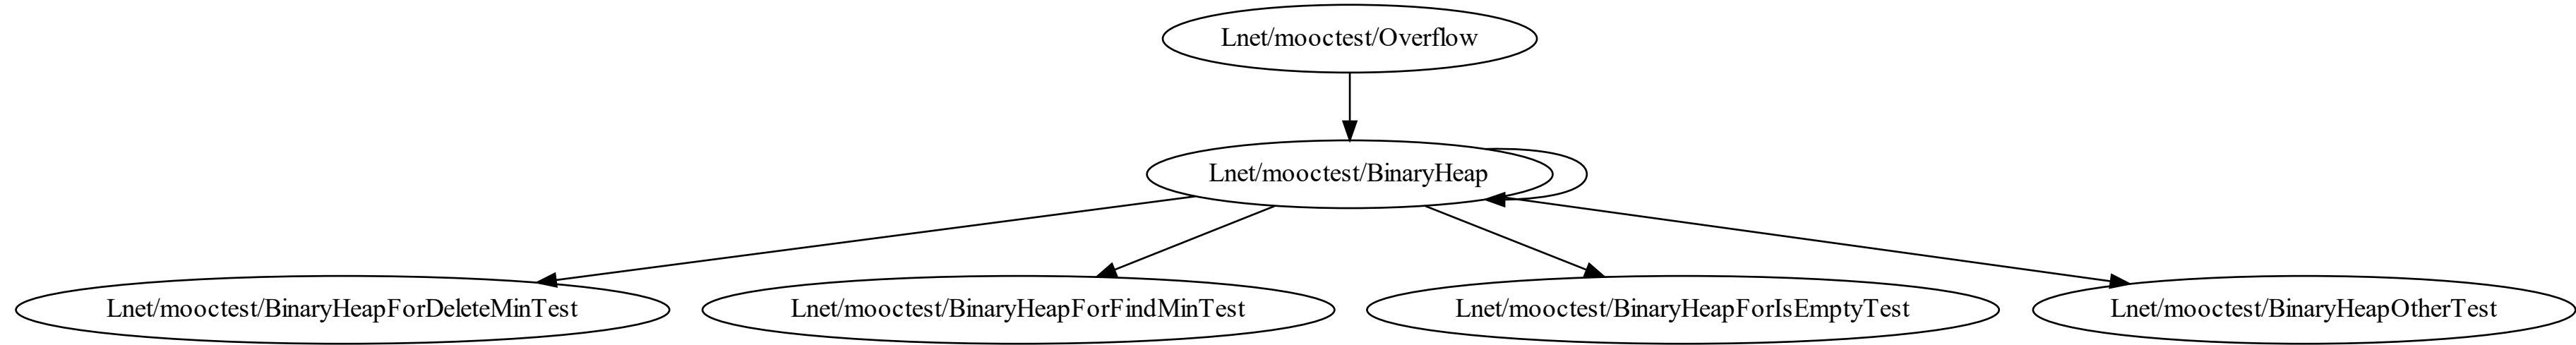 Lnet/mooctest/Overflow
Lnet/mooctest/BinaryHeap
Lnet/mooctest/BinaryHeapForDeleteMinTest
Lnet/mooctest/BinaryHeapForFindMinTest
Lnet/mooctest/BinaryHeapForIsEmptyTest
Lnet/mooctest/BinaryHeapOtherTest